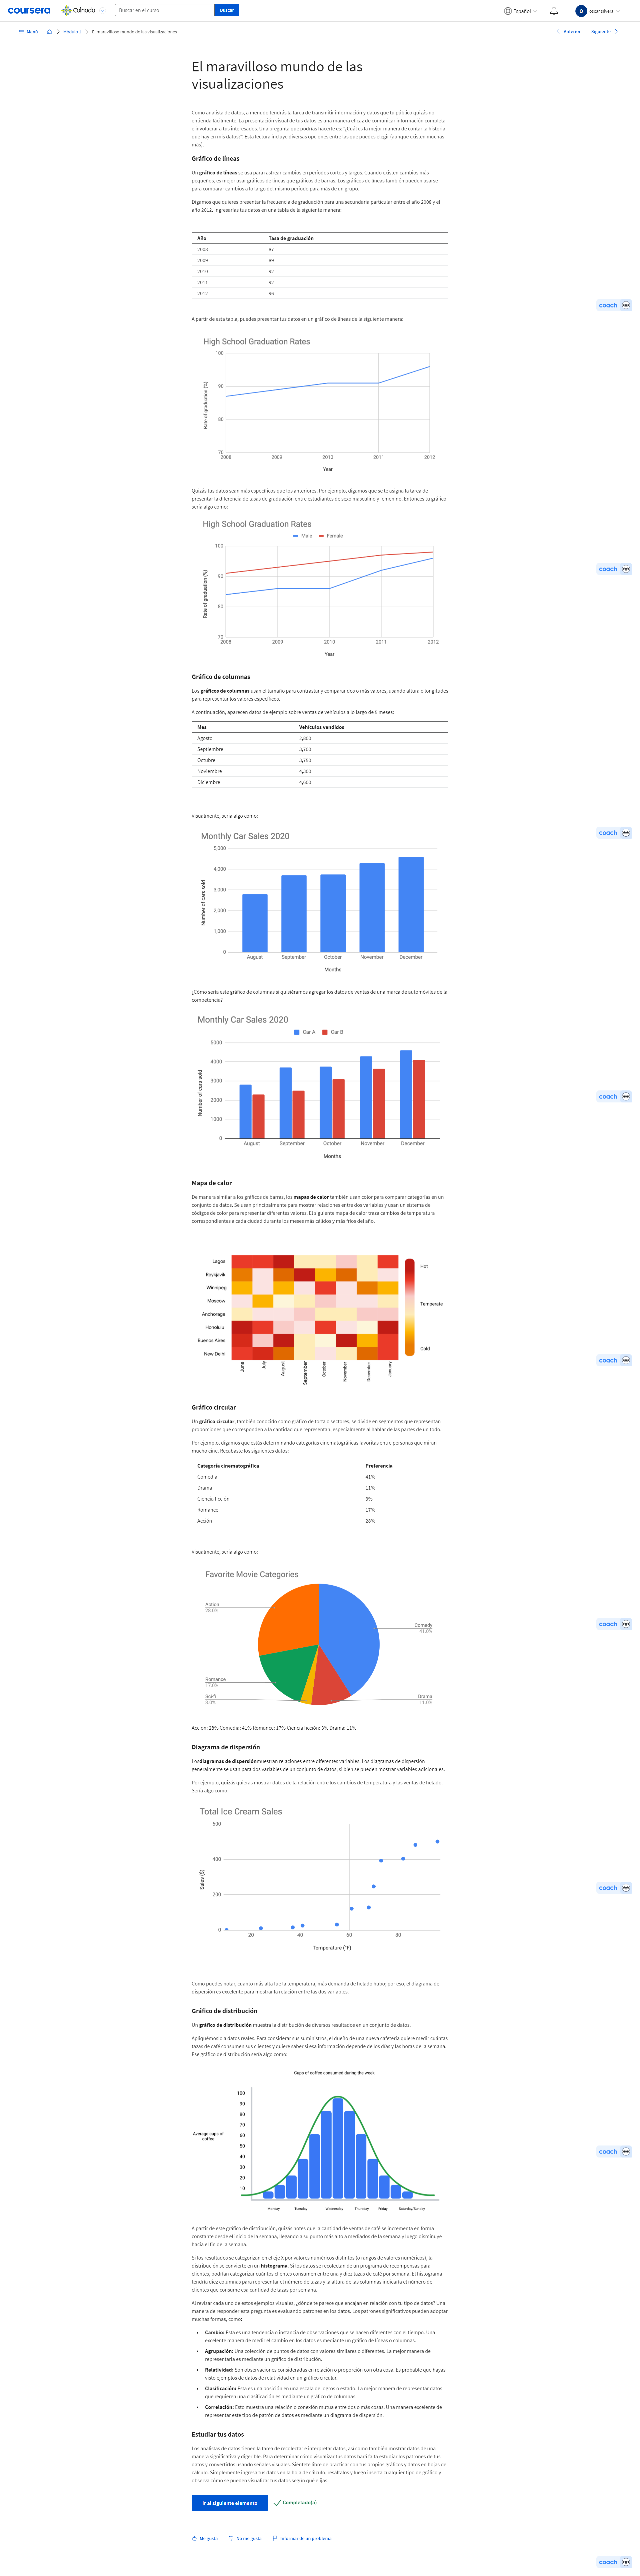 coursera
Colnodo
Buscar en el curso
Buscar
Español
O
oscar silvera
Menú
Módulo 1
El maravilloso mundo de las visualizaciones
Anterior
Siguiente
El maravilloso mundo de las
visualizaciones
Como analista de datos, a menudo tendrás la tarea de transmitir información y datos que tu público quizás no
entienda fácilmente. La presentación visual de tus datos es una manera eficaz de comunicar información completa
e involucrar a tus interesados. Una pregunta que podrías hacerte es: “¿Cuál es la mejor manera de contar la historia
que hay en mis datos?”. Esta lectura incluye diversas opciones entre las que puedes elegir (aunque existen muchas
más).
Gráfico de líneas
Un gráfico de líneas se usa para rastrear cambios en períodos cortos y largos. Cuando existen cambios más
pequeños, es mejor usar gráficos de líneas que gráficos de barras. Los gráficos de líneas también pueden usarse
para comparar cambios a lo largo del mismo período para más de un grupo.
Digamos que quieres presentar la frecuencia de graduación para una secundaria particular entre el año 2008 y el
año 2012. Ingresarías tus datos en una tabla de la siguiente manera:
Año Tasa de graduación
2008 87
2009 89
2010 92
2011 92
2012 96
A partir de esta tabla, puedes presentar tus datos en un gráfico de líneas de la siguiente manera:
High School Graduation Rates
100
90
80
70
Rate of graduation (%)
2008 2009 2010 2011 2012
Year
Quizás tus datos sean más específicos que los anteriores. Por ejemplo, digamos que se te asigna la tarea de
presentar la diferencia de tasas de graduación entre estudiantes de sexo masculino y femenino. Entonces tu gráfico
sería algo como:
High School Graduation Rates
Male Female
100
90
80
70
Rate of graduation (%)
2008 2009 2010 2011 2012
Year
Gráfico de columnas
Los gráficos de columnas usan el tamaño para contrastar y comparar dos o más valores, usando altura o longitudes
para representar los valores específicos.
A continuación, aparecen datos de ejemplo sobre ventas de vehículos a lo largo de 5 meses:
Mes Vehículos vendidos
Agosto 2,800
Septiembre 3,700
Octubre 3,750
Noviembre 4,300
Diciembre 4,600
Visualmente, sería algo como:
Monthly Car Sales 2020
5,000
4,000
3,000
2,000
1,000
0
Number of cars sold
August September October November December
Months
¿Cómo sería este gráfico de columnas si quisiéramos agregar los datos de ventas de una marca de automóviles de la
competencia?
Monthly Car Sales 2020
Car A Car B
5000
4000
3000
2000
1000
0
Number of cars sold
August September October November December
Months
Mapa de calor
De manera similar a los gráficos de barras, los mapas de calor también usan color para comparar categorías en un
conjunto de datos. Se usan principalmente para mostrar relaciones entre dos variables y usan un sistema de
códigos de color para representar diferentes valores. El siguiente mapa de calor traza cambios de temperatura
correspondientes a cada ciudad durante los meses más cálidos y más fríos del año.
Lagos
Reykjavik
Winnipeg
Moscow
Anchorage
Honolulu
Buenos Aires
New Delhi
June July August September October November December January
Hot
Temperate
Cold
Gráfico circular
Un gráfico circular, también conocido como gráfico de torta o sectores, se divide en segmentos que representan
proporciones que corresponden a la cantidad que representan, especialmente al hablar de las partes de un todo.
Por ejemplo, digamos que estás determinando categorías cinematográficas favoritas entre personas que miran
mucho cine. Recabaste los siguientes datos:
Categoría cinematográfica Preferencia
Comedia 41%
Drama 11%
Ciencia ficción 3%
Romance 17%
Acción 28%
Visualmente, sería algo como:
Favorite Movie Categories
Action
28.0%
Comedy
41.0%
Romance
17.0%
Sci-fi
3.0%
Drama
11.0%
Acción: 28% Comedia: 41% Romance: 17% Ciencia ficción: 3% Drama: 11%
Diagrama de dispersión
Losdiagramas de dispersiónmuestran relaciones entre diferentes variables. Los diagramas de dispersión
generalmente se usan para dos variables de un conjunto de datos, si bien se pueden mostrar variables adicionales.
Por ejemplo, quizás quieras mostrar datos de la relación entre los cambios de temperatura y las ventas de helado.
Sería algo como:
Total Ice Cream Sales
600
400
200
0
Sales ($)
20 40 60 80
Temperature (°F)
Como puedes notar, cuanto más alta fue la temperatura, más demanda de helado hubo; por eso, el diagrama de
dispersión es excelente para mostrar la relación entre las dos variables.
Gráfico de distribución
Un gráfico de distribución muestra la distribución de diversos resultados en un conjunto de datos.
Apliquémoslo a datos reales. Para considerar sus suministros, el dueño de una nueva cafetería quiere medir cuántas
tazas de café consumen sus clientes y quiere saber si esa información depende de los días y las horas de la semana.
Ese gráfico de distribución sería algo como:
Cups of coffee consumed during the week
100
90
80
70
60
50
40
30
20
10
Average cups of
coffee
Monday Tuesday Wednesday Thursday Friday Saturday/Sunday
A partir de este gráfico de distribución, quizás notes que la cantidad de ventas de café se incrementa en forma
constante desde el inicio de la semana, llegando a su punto más alto a mediados de la semana y luego disminuye
hacia el fin de la semana.
Si los resultados se categorizan en el eje X por valores numéricos distintos (o rangos de valores numéricos), la
distribución se convierte en un histograma. Si los datos se recolectan de un programa de recompensas para
clientes, podrían categorizar cuántos clientes consumen entre una y diez tazas de café por semana. El histograma
tendría diez columnas para representar el número de tazas y la altura de las columnas indicaría el número de
clientes que consume esa cantidad de tazas por semana.
Al revisar cada uno de estos ejemplos visuales, ¿dónde te parece que encajan en relación con tu tipo de datos? Una
manera de responder esta pregunta es evaluando patrones en los datos. Los patrones significativos pueden adoptar
muchas formas, como:
Cambio: Esta es una tendencia o instancia de observaciones que se hacen diferentes con el tiempo. Una
excelente manera de medir el cambio en los datos es mediante un gráfico de líneas o columnas.
Agrupación: Una colección de puntos de datos con valores similares o diferentes. La mejor manera de
representarla es mediante un gráfico de distribución.
Relatividad: Son observaciones consideradas en relación o proporción con otra cosa. Es probable que hayas
visto ejemplos de datos de relatividad en un gráfico circular.
Clasificación: Esta es una posición en una escala de logros o estado. La mejor manera de representar datos
que requieren una clasificación es mediante un gráfico de columnas.
Correlación: Esto muestra una relación o conexión mutua entre dos o más cosas. Una manera excelente de
representar este tipo de patrón de datos es mediante un diagrama de dispersión.
Estudiar tus datos
Los analistas de datos tienen la tarea de recolectar e interpretar datos, así como también mostrar datos de una
manera significativa y digerible. Para determinar cómo visualizar tus datos hará falta estudiar los patrones de tus
datos y convertirlos usando señales visuales. Siéntete libre de practicar con tus propios gráficos y datos en hojas de
cálculo. Simplemente ingresa tus datos en la hoja de cálculo, resáltalos y luego inserta cualquier tipo de gráfico y
observa cómo se pueden visualizar tus datos según qué elijas.
Ir al siguiente elemento
Completado(a)
Me gusta
No me gusta
Informas de un problema
coach
coach
coach
coach
coach
coach
coach
coach
coach